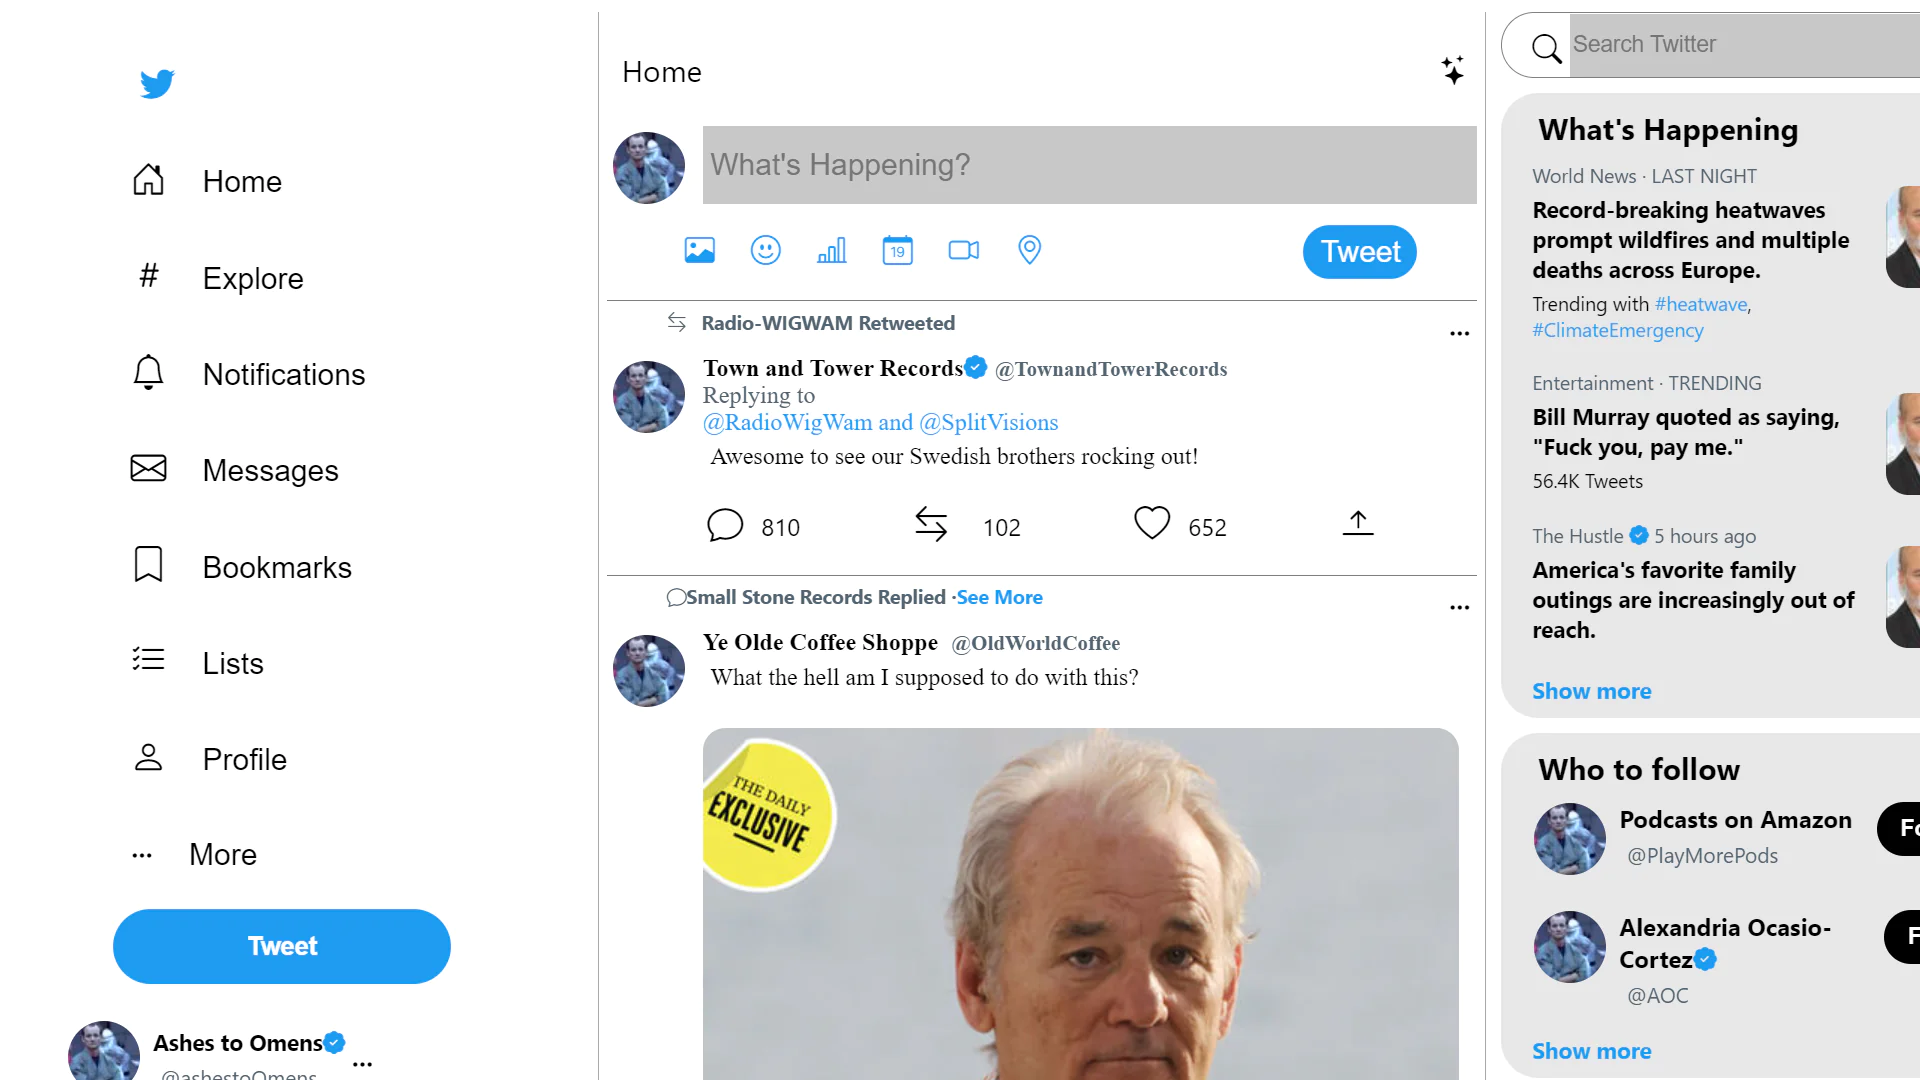 Home
#
Explore
Notifications
Messages
Bookmarks
Lists
Profile
More
Tweet
Ashes to Omens
@ashestoOmens
Home
What's Happening?
19
Tweet
Radio-WIGWAM Retweeted
Town and Tower Records @TownandTowerRecords
Replying to
@RadioWigWam and @SplitVisions
Awesome to see our Swedish brothers rocking out!
810 102 652
Small Stone Records Replied ·See More
Ye Olde Coffee Shoppe @OldWorldCoffee
What the hell am I supposed to do with this?
THE DAILY
EXCLUSIVE
Search Twitter
What's Happening
World News · LAST NIGHT
Record-breaking heatwaves
prompt wildfires and multiple
deaths across Europe.
Trending with #heatwave,
#ClimateEmergency
Entertainment · TRENDING
Bill Murray quoted as saying,
"Fuck you, pay me."
56.4K Tweets
The Hustle 5 hours ago
America's favorite family
outings are increasingly out of
reach.
Show more
Who to follow
Podcasts on Amazon
@PlayMorePods
Alexandria Ocasio-
Cortez
@AOC
Show more